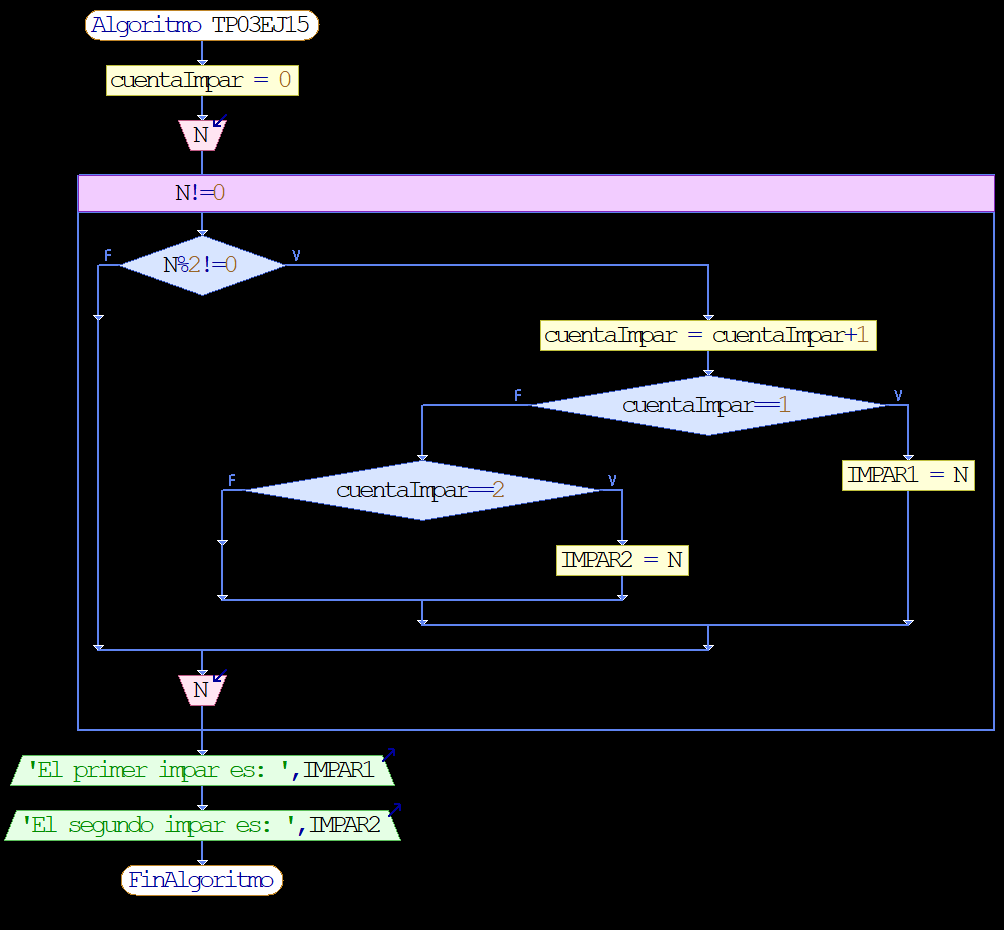 Algoritmo TP03EJ15
cuentaImpar = 0
N
N!=0
F
N%2!=0
V
cuentaImpar = cuentaImpar+1
F
cuentaImpar==1
V
IMPAR1 = N
F
cuentaImpar==2
V
IMPAR2 = N
N
'El primer impar es: ',IMPAR1
'El segundo impar es: ',IMPAR2
FinAlgoritmo